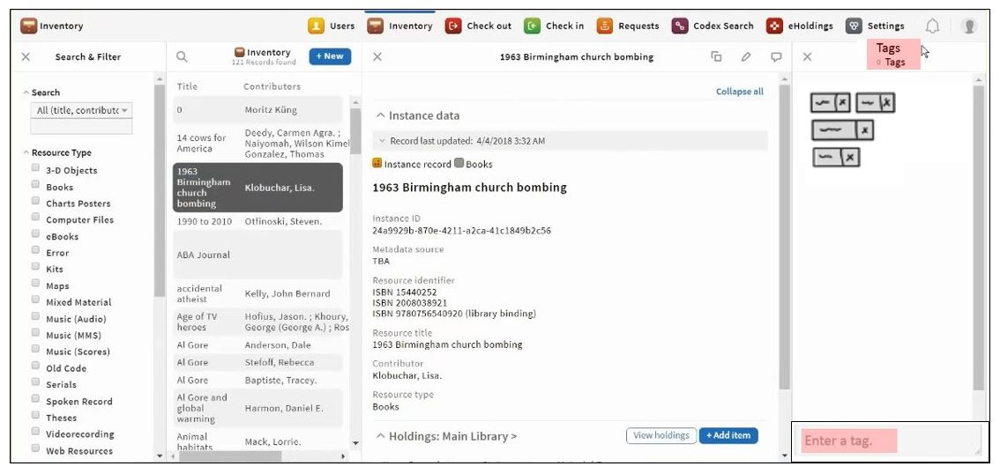 Inventory
Users
Inventory
Check out
Check in
Requests
Codex Search
eHoldings
Settings
Search & Filter
Search
All (title, contributc
Resource Type
3-D Objects
Books
Charts Posters
Computer Files
eBooks
Error
Kits
Maps
Mixed Material
Music (Audio)
Music (MMS)
Music (Scores)
Old Code
Serials
Spoken Record
Theses
Videorecording
Web Resources
Inventory
121 Records found
+ New
Title Contributors
0 Moritz Küng
14 cows for America Deedy, Carmen Agra. ;
Naiyomah, Wilson Kimel
Gonzalez, Thomas
1963
Birmingham
church
bombing
Klobuchar, Lisa.
1990 to 2010 Otfinoski, Steven.
ABA Journal
accidental
atheist
Kelly, John Bernard
Age of TV Hofius, Jason. ; Khoury,
heroes George (George A.) ; Ros
Al Gore Anderson, Dale
Al Gore Stefoff, Rebecca
Al Gore Baptiste, Tracey.
Al Gore and
global
warming
Harmon, Daniel E.
Animal
habitats
Mack, Lorrie.
1963 Birmingham church bombing
Collapse all
Instance data
Record last updated: 4/4/2018 3:32 AM
Instance record Books
1963 Birmingham church bombing
Instance ID
24a9929b-870e-4211-a2ca-41c1849b2c56
Metadata source
TBA
Resource identifier
ISBN 15440252
ISBN 2008038921
ISBN 9780756540920 (library binding)
Resource title
1963 Birmingham church bombing
Contributor
Klobuchar, Lisa.
Resource type
Books
Holdings: Main Library >
View holdings
+ Add item
Tags
0 Tags
Enter a tag.